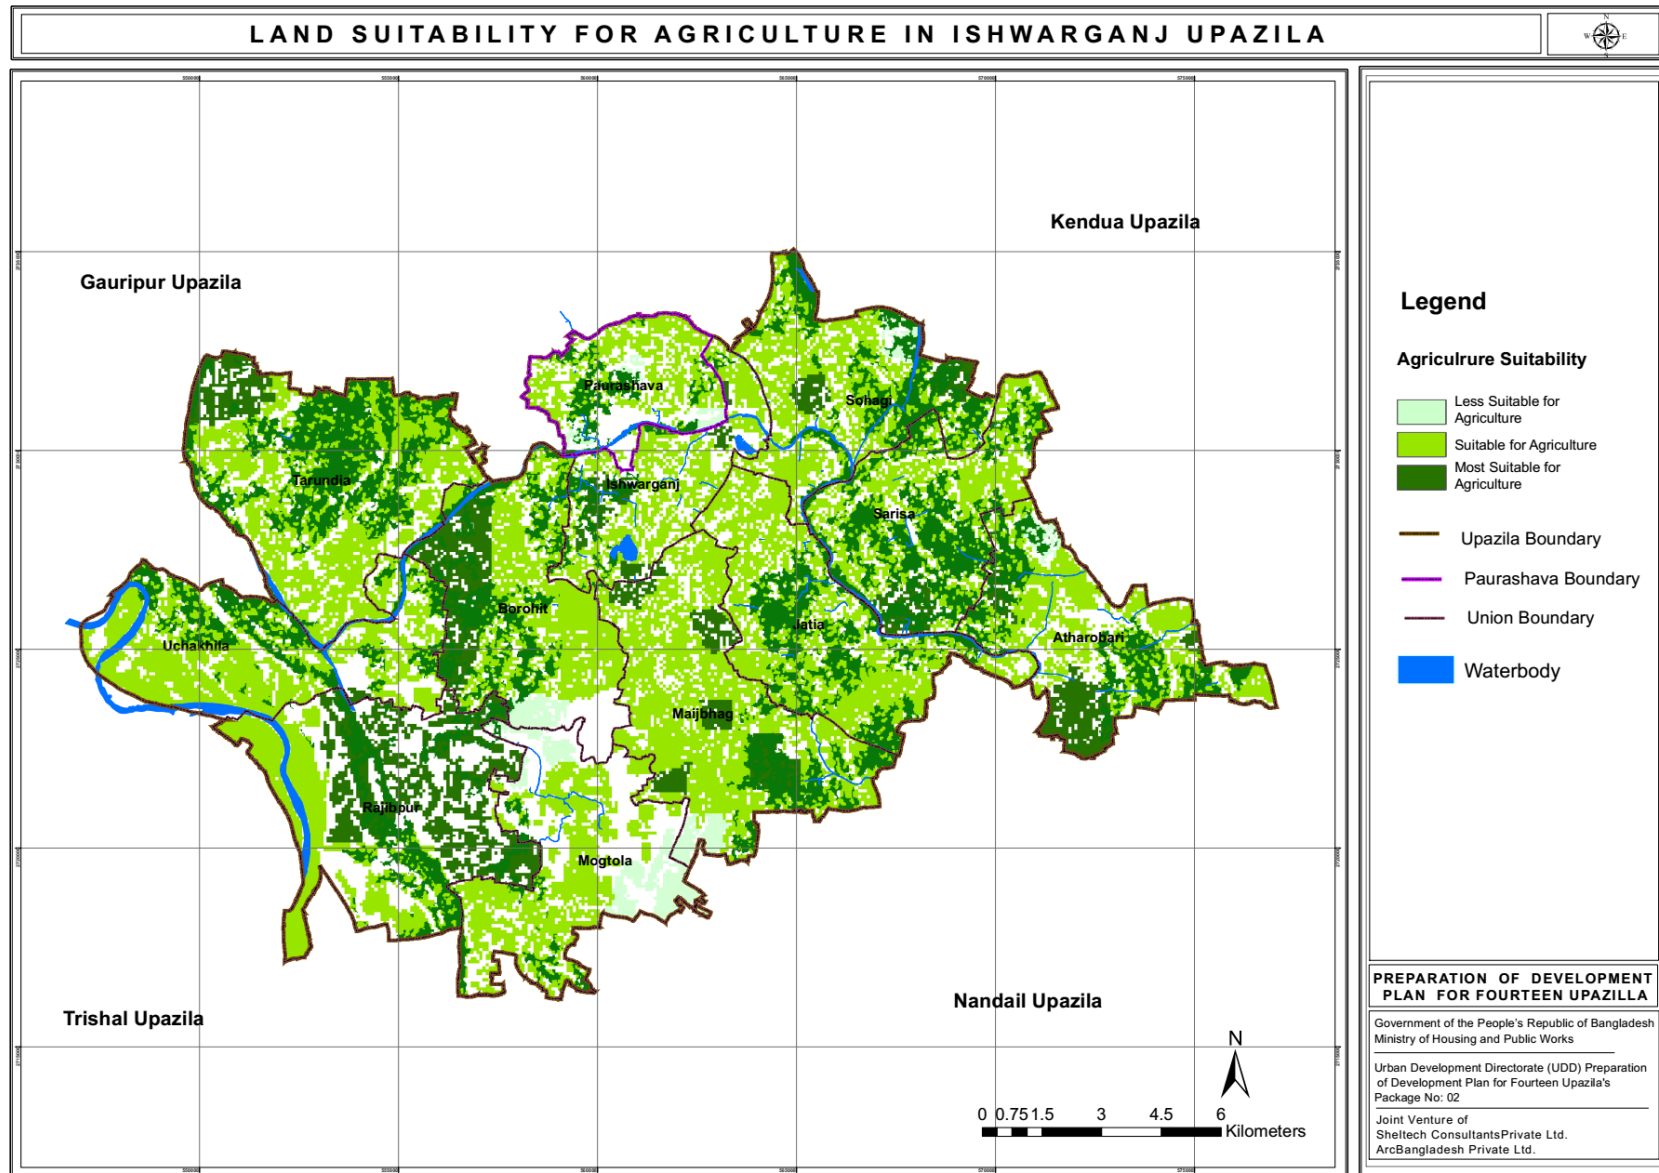 LAND SUITABILITY FOR AGRICULTURE IN ISHWARGANJ UPAZILA
N
W E
S
Kendua Upazila
Gauripur Upazila
Paurashava
Sohagi
Tarundia
Ishwarganj
Sarisa
Borohit
Jatia
Atharobari
Uchakhila
Maijbhag
Rajibpur
Mogtola
Nandail Upazila
Trishal Upazila
N
0 0.75 1.5 3 4.5 6
Kilometers
Legend
Agriculrure Suitability
Less Suitable for
Agriculture
Suitable for Agriculture
Most Suitable for
Agriculture
Upazila Boundary
Paurashava Boundary
Union Boundary
Waterbody
PREPARATION OF DEVELOPMENT
PLAN FOR FOURTEEN UPAZILLA
Government of the People's Republic of Bangladesh
Ministry of Housing and Public Works
Urban Development Directorate (UDD) Preparation
of Development Plan for Fourteen Upazila's
Package No: 02
Joint Venture of
Sheltech ConsultantsPrivate Ltd.
ArcBangladesh Private Ltd.